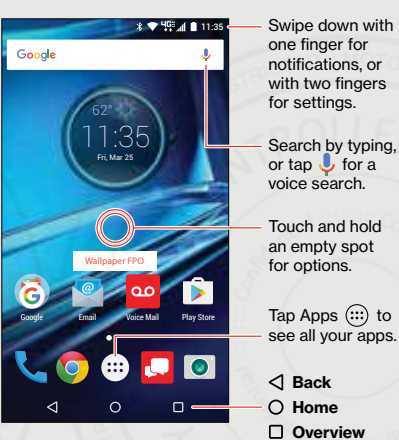 11:35
Google
62°
11:35
Fri, Mar 25
Wallpaper FPO
Google Email Voice Mail Play Store
Swipe down with
one finger for
notifications, or
with two fingers
for settings.
Search by typing,
or tap for a
voice search.
Touch and hold
an empty spot
for options.
Tap Apps to
see all your apps.
Back
Home
Overview